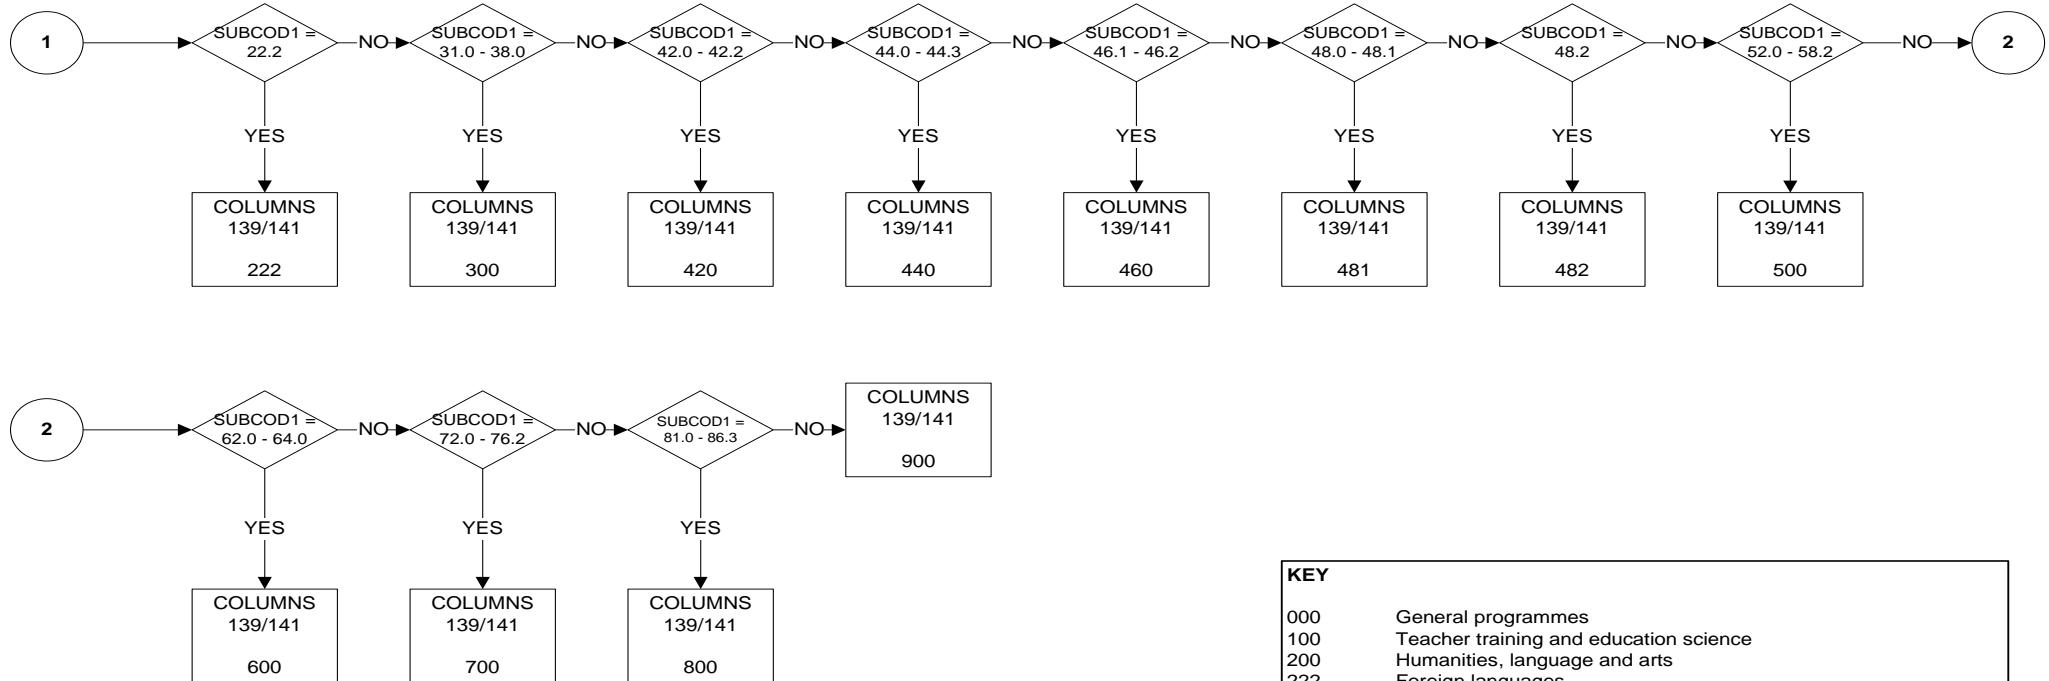 1
SUBCOD1 =
22.2
NO
SUBCOD1 =
31.0 - 38.0
NO
SUBCOD1 =
42.0 - 42.2
NO
SUBCOD1 =
44.0 - 44.3
NO
SUBCOD1 =
46.1 - 46.2
NO
SUBCOD1 =
48.0 - 48.1
NO
SUBCOD1 =
48.2
NO
SUBCOD1 =
52.0 - 58.2
NO
2
YES
YES
YES
YES
YES
YES
YES
YES
COLUMNS
139/141
222
COLUMNS
139/141
300
COLUMNS
139/141
420
COLUMNS
139/141
440
COLUMNS
139/141
460
COLUMNS
139/141
481
COLUMNS
139/141
482
COLUMNS
139/141
500
2
SUBCOD1 =
62.0 - 64.0
NO
SUBCOD1 =
72.0 - 76.2
NO
SUBCOD1 =
81.0 - 86.3
NO
COLUMNS
139/141
900
YES
YES
YES
COLUMNS
139/141
600
COLUMNS
139/141
700
COLUMNS
139/141
800
KEY
000 General programmes
100 Teacher training and education science
200 Humanities, language and arts
222 Foreign languages